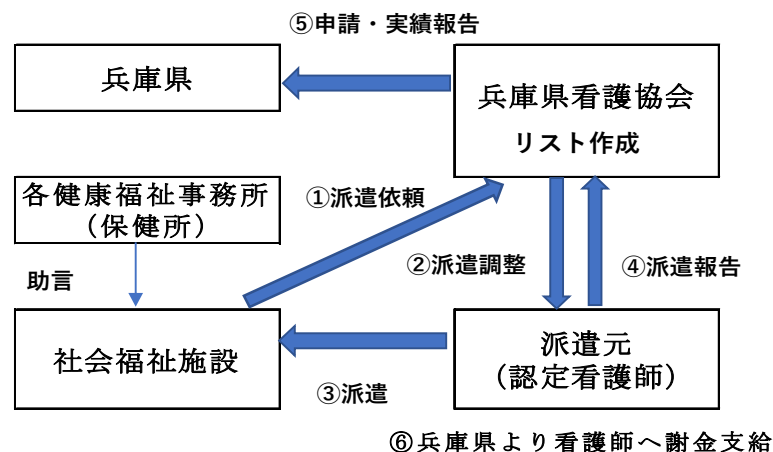 ⑤申請・実績報告
兵庫県
兵庫県看護協会
リスト作成
各健康福祉事務所
（保健所）
①派遣依頼
②派遣調整
④派遣報告
助言
社会福祉施設
派遣元
（認定看護師）
③派遣
⑥兵庫県より看護師へ謝金支給